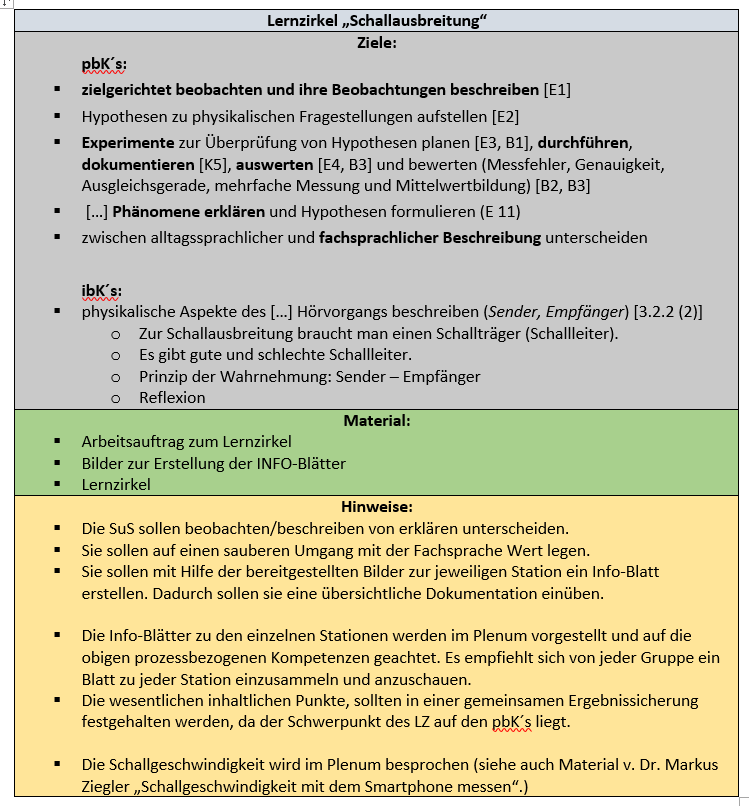 Lernzirkel „Schallausbreitung“
Ziele:
pbK´s:
▪ zielgerichtet beobachten und ihre Beobachtungen beschreiben [E1]
▪ Hypothesen zu physikalischen Fragestellungen aufstellen [E2]
▪ Experimente zur Überprüfung von Hypothesen planen [E3, B1], durchführen,
dokumentieren [K5], auswerten [E4, B3] und bewerten (Messfehler, Genauigkeit,
Ausgleichsgerade, mehrfache Messung und Mittelwertbildung) [B2, B3]
▪ [...] Phänomene erklären und Hypothesen formulieren (E 11)
▪ zwischen alltagssprachlicher und fachsprachlicher Beschreibung unterscheiden
ibK´s:
▪ physikalische Aspekte des [...] Hörvorgangs beschreiben (Sender, Empfänger) [3.2.2 (2)]
o Zur Schallausbreitung braucht man einen Schallträger (Schallleiter).
o Es gibt gute und schlechte Schallleiter.
o Prinzip der Wahrnehmung: Sender – Empfänger
o Reflexion
Material:
▪ Arbeitsauftrag zum Lernzirkel
▪ Bilder zur Erstellung der INFO-Blätter
▪ Lernzirkel
Hinweise:
▪ Die SuS sollen beobachten/beschreiben von erklären unterscheiden.
▪ Sie sollen auf einen sauberen Umgang mit der Fachsprache Wert legen.
▪ Sie sollen mit Hilfe der bereitgestellten Bilder zur jeweiligen Station ein Info-Blatt
erstellen. Dadurch sollen sie eine übersichtliche Dokumentation einüben.
▪ Die Info-Blätter zu den einzelnen Stationen werden im Plenum vorgestellt und auf die
obigen prozessbezogenen Kompetenzen geachtet. Es empfiehlt sich von jeder Gruppe ein
Blatt zu jeder Station einzusammeln und anzuschauen.
▪ Die wesentlichen inhaltlichen Punkte, sollten in einer gemeinsamen Ergebnissicherung
festgehalten werden, da der Schwerpunkt des LZ auf den pbK´s liegt.
▪ Die Schallgeschwindigkeit wird im Plenum besprochen (siehe auch Material v. Dr. Markus
Ziegler „Schallgeschwindigkeit mit dem Smartphone messen“.)